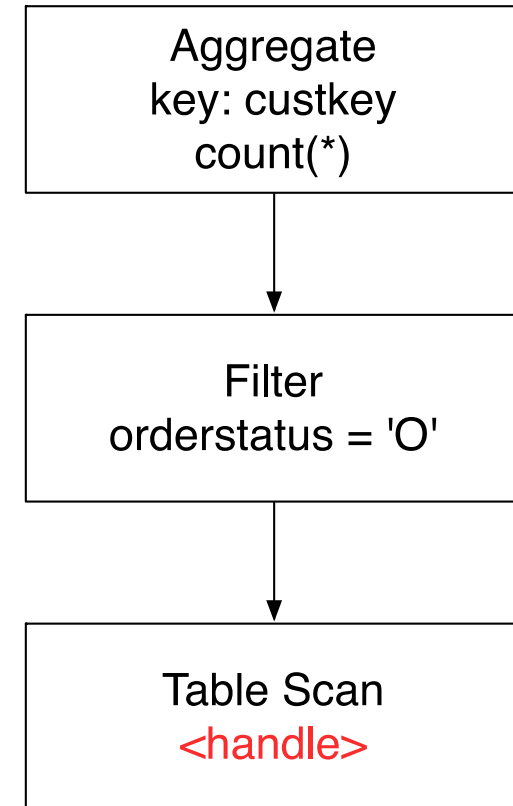 Aggregate
key: custkey
count(*)
Filter
orderstatus = 'O'
Table Scan
<handle>